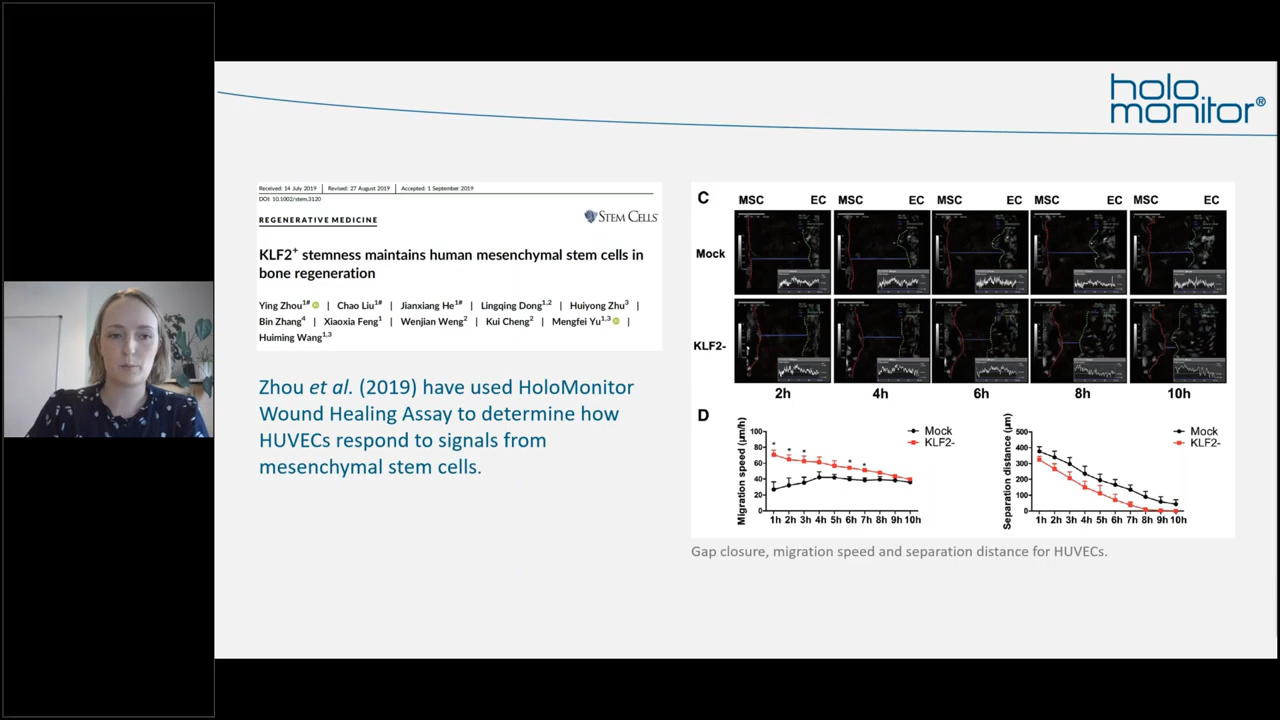 holo
monitor®
Received: 14 July 2019 | Revised: 27 August 2019 | Accepted: 1 September 2019
DOI: 10.1002/stem.3120
REGENERATIVE MEDICINE
STEM CELLS
KLF2+ stemness maintains human mesenchymal stem cells in
bone regeneration
Ying Zhou1# | Chao Liu1# | Jianxiang He1# | Lingqing Dong1,2 | Huiyong Zhu3 |
Bin Zhang4 | Xiaoxia Feng1 | Wenjian Weng2 | Kui Cheng2 | Mengfei Yu1,3 |
Huiming Wang1,3
Zhou et al. (2019) have used HoloMonitor
Wound Healing Assay to determine how
HUVECs respond to signals from
mesenchymal stem cells.
C
MSC EC MSC EC MSC EC MSC EC MSC EC
Mock
KLF2-
2h 4h 6h 8h 10h
D
Migration speed (μm/h)
100
80
60
40
20
0
1h 2h 3h 4h 5h 6h 7h 8h 9h 10h
* * * * *
Mock
KLF2-
Separation distance (μm)
500
400
300
200
100
0
1h 2h 3h 4h 5h 6h 7h 8h 9h 10h
Mock
KLF2-
Gap closure, migration speed and separation distance for HUVECs.